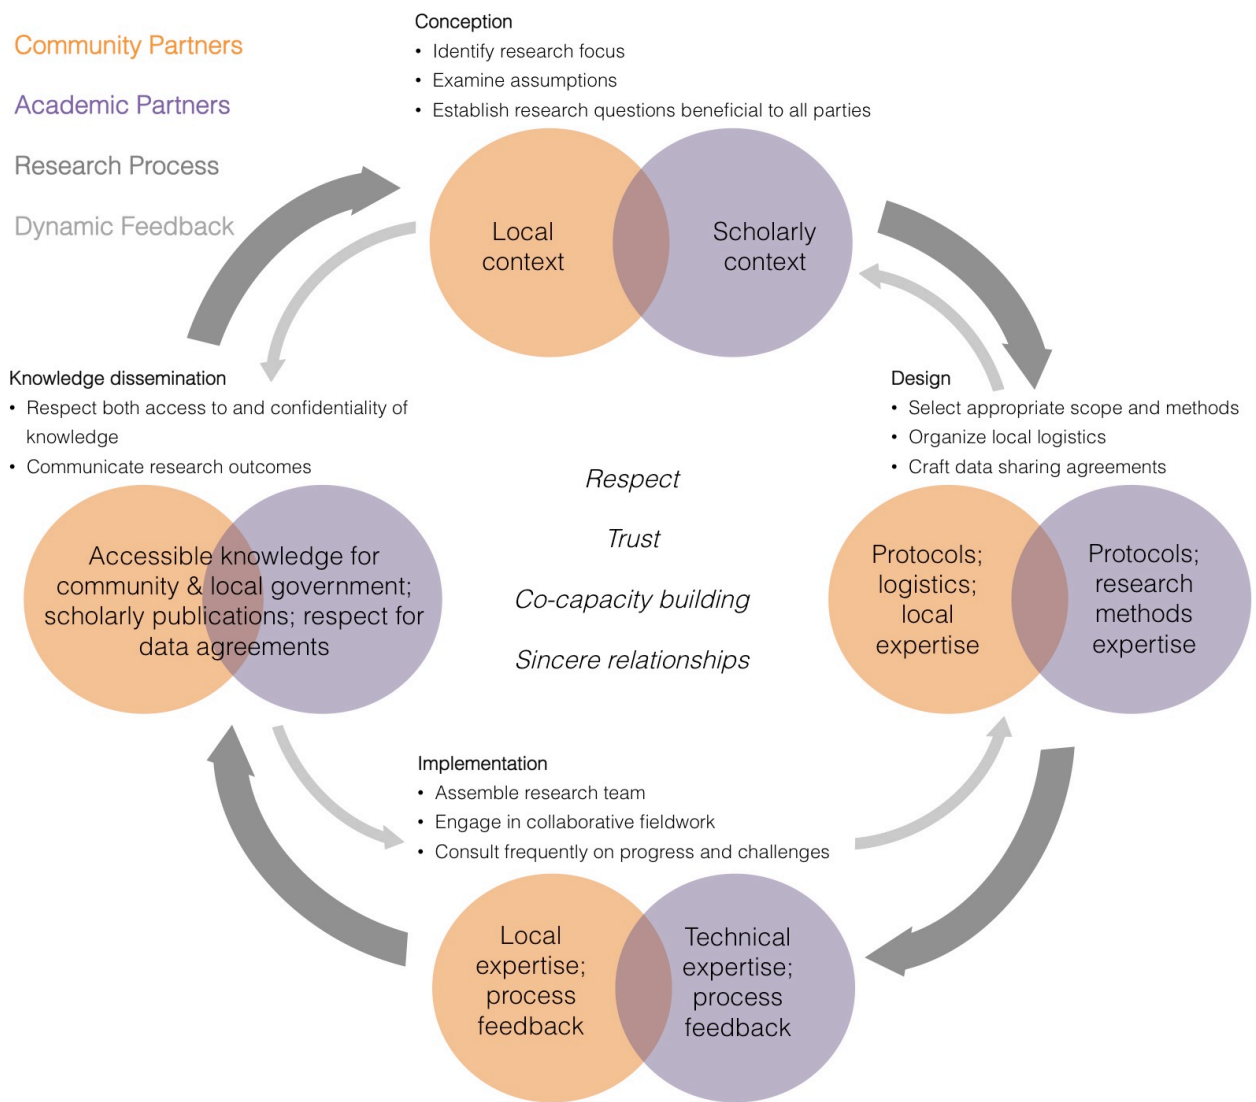 Community Partners
Academic Partners
Research Process
Dynamic Feedback
Conception
• Identify research focus
• Examine assumptions
• Establish research questions beneficial to all parties
Local
context
Scholarly
context
Design
• Select appropriate scope and methods
• Organize local logistics
• Craft data sharing agreements
Protocols;
logistics;
local
expertise
Protocols;
research
methods
expertise
Implementation
• Assemble research team
• Engage in collaborative fieldwork
• Consult frequently on progress and challenges
Local
expertise;
process
feedback
Technical
expertise;
process
feedback
Knowledge dissemination
• Respect both access to and confidentiality of
knowledge
• Communicate research outcomes
Accessible knowledge for
community & local government;
scholarly publications; respect for
data agreements
Respect
Trust
Co-capacity building
Sincere relationships